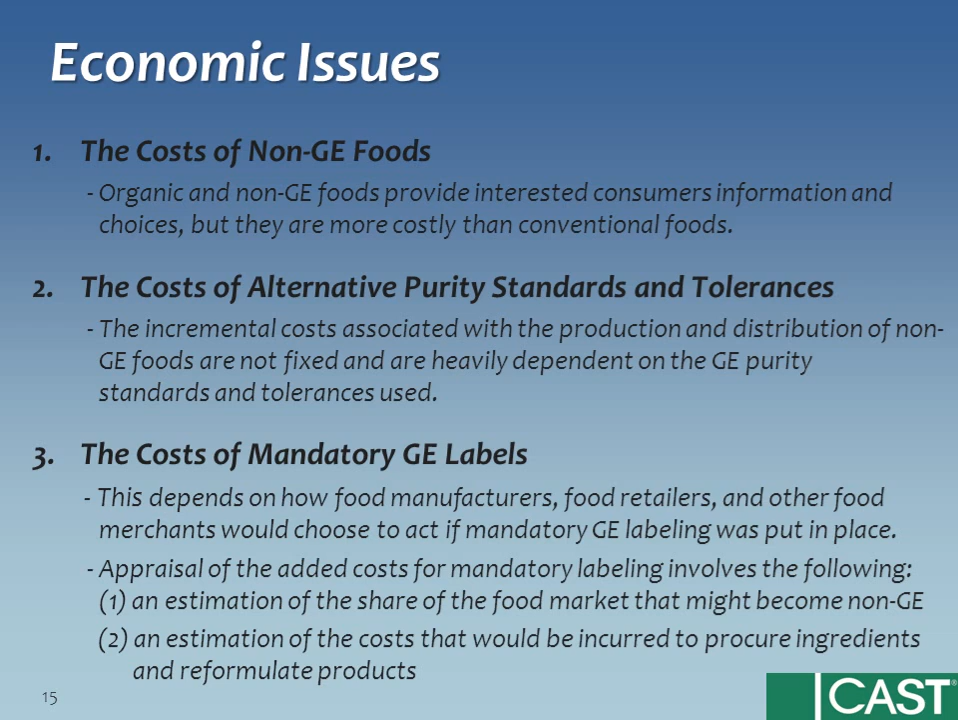 Economic Issues
1. The Costs of Non-GE Foods
- Organic and non-GE foods provide interested consumers information and
choices, but they are more costly than conventional foods.
2. The Costs of Alternative Purity Standards and Tolerances
- The incremental costs associated with the production and distribution of non-
GE foods are not fixed and are heavily dependent on the GE purity
standards and tolerances used.
3. The Costs of Mandatory GE Labels
- This depends on how food manufacturers, food retailers, and other food
merchants would choose to act if mandatory GE labeling was put in place.
- Appraisal of the added costs for mandatory labeling involves the following:
(1) an estimation of the share of the food market that might become non-GE
(2) an estimation of the costs that would be incurred to procure ingredients
and reformulate products
15
CAST®